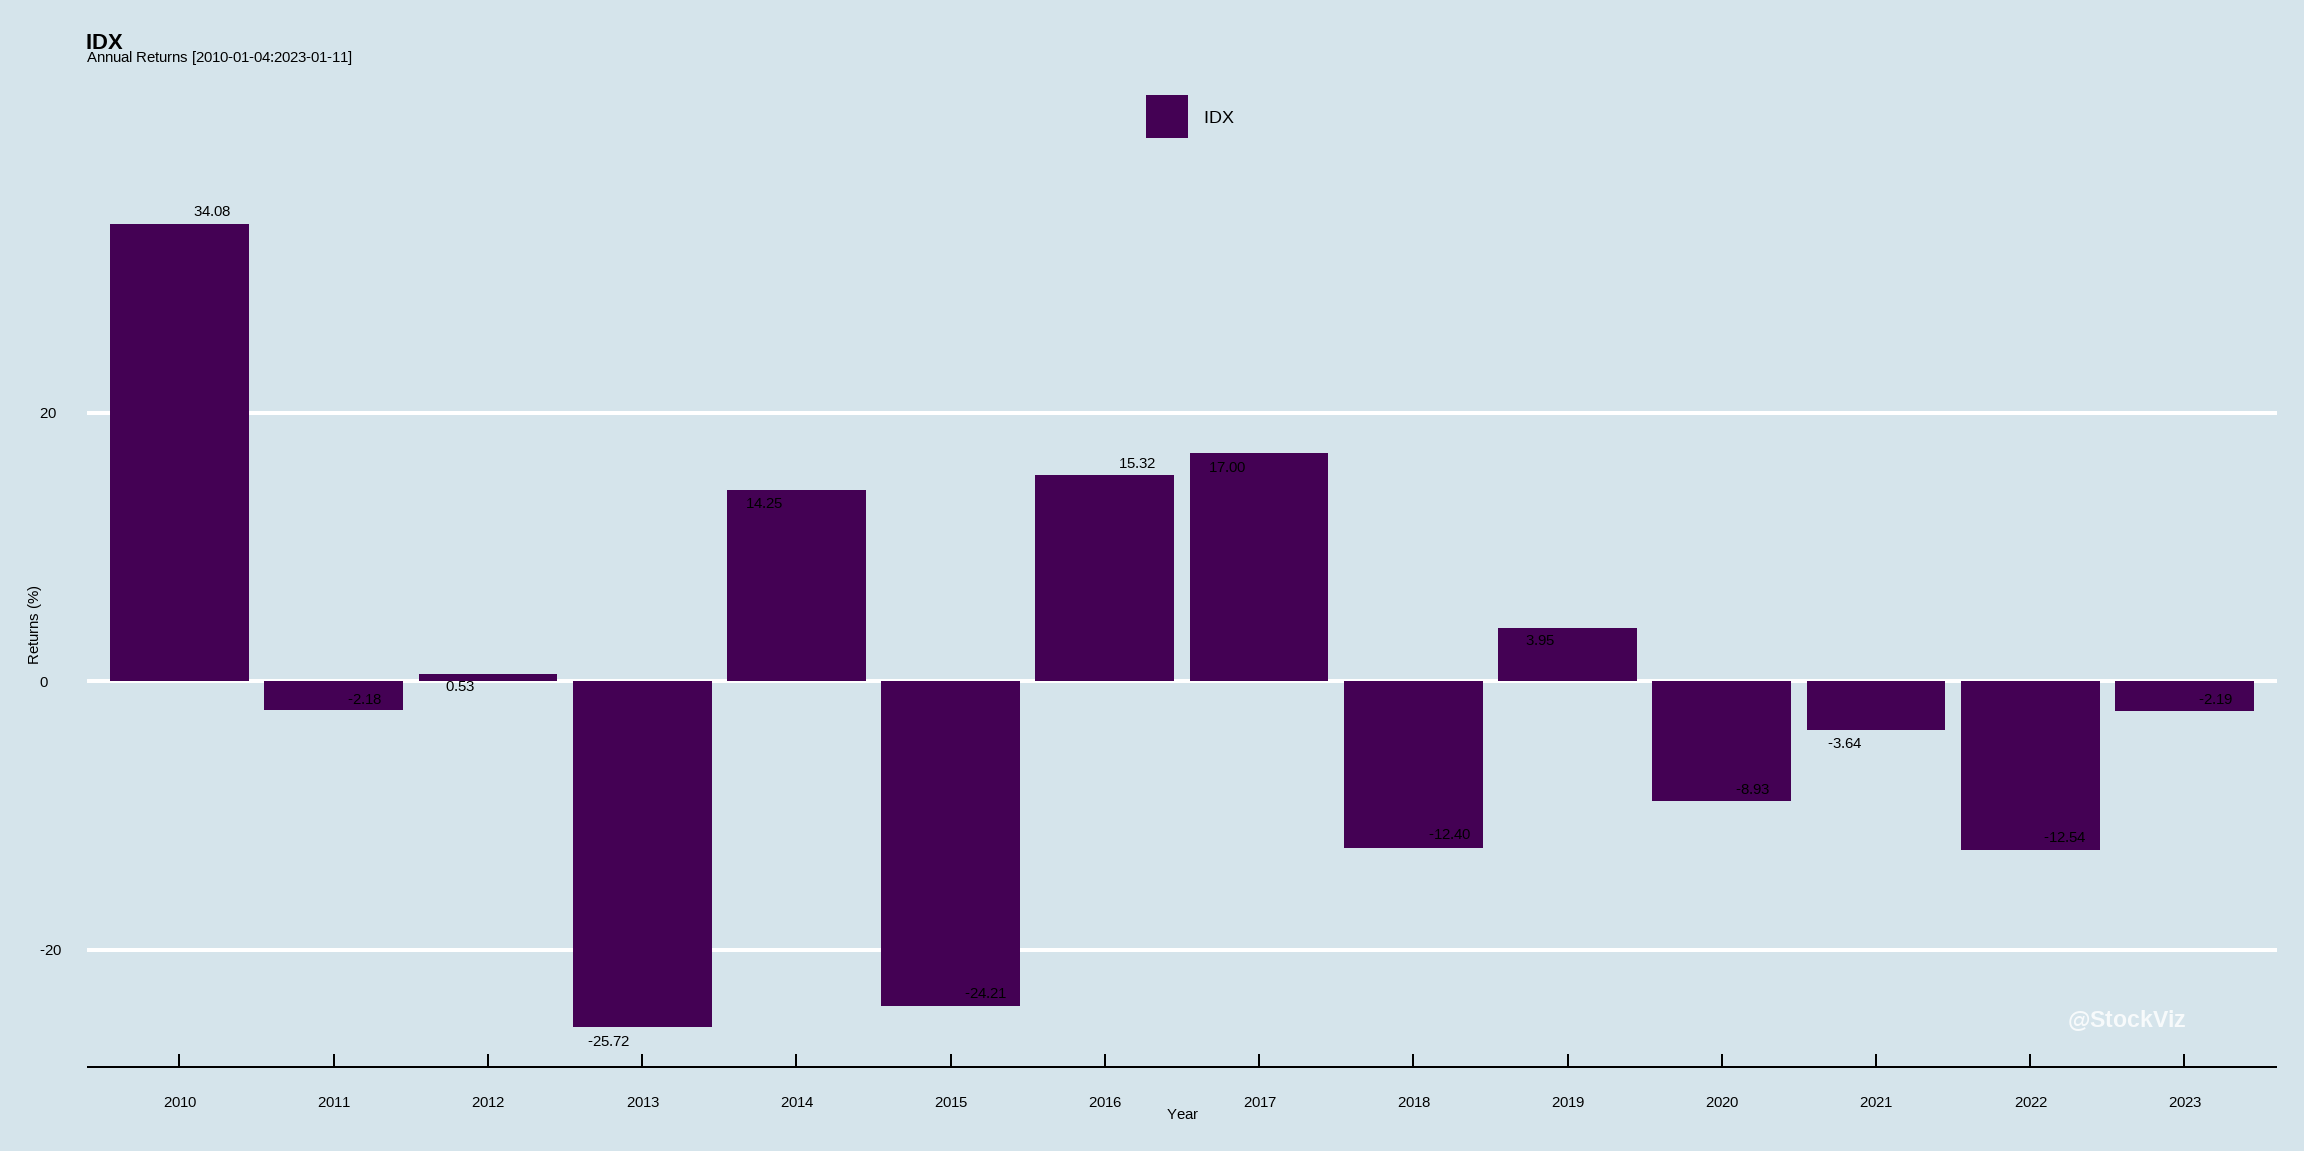 IDX
Annual Returns [2010-01-04:2023-01-11]
IDX
34.08
20
15.32
17.00
14.25
Returns (%)
3.95
0
0.53
-2.18
-2.19
-3.64
-8.93
-12.40
-12.54
-20
-24.21
@StockViz
-25.72
2010 2011 2012 2013 2014 2015 2016 2017 2018 2019 2020 2021 2022 2023
Year